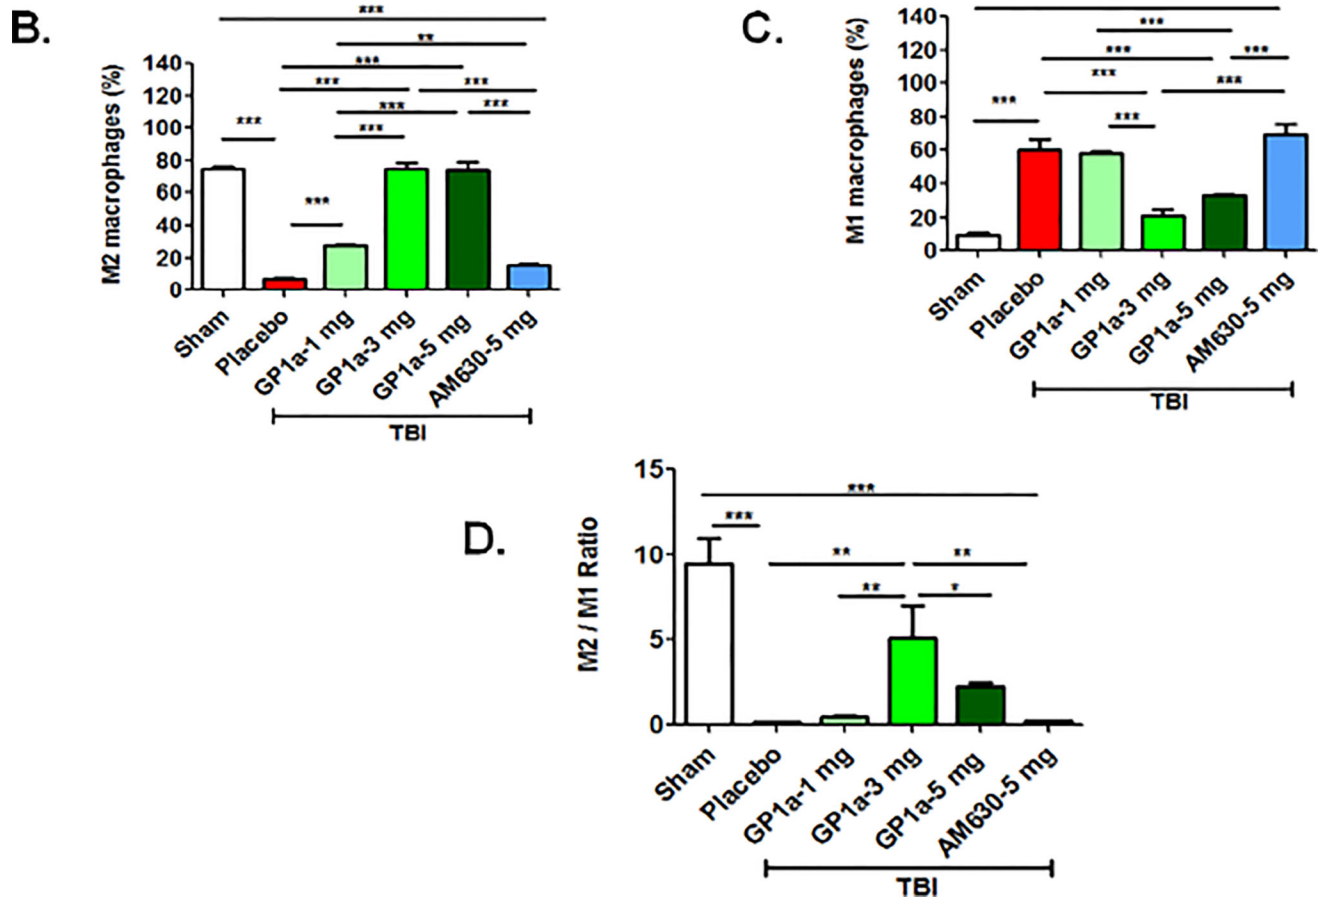 B.
***
**
***
*** ***
*** ***
*** ***
***
M2 macrophages (%)
140
120
100
80
60
40
20
0
Sham
Placebo
GP1a-1 mg
GP1a-3 mg
GP1a-5 mg
AM630-5 mg
TBI
C.
***
*** ***
***
*** ***
***
M1 macrophages (%)
140
120
100
80
60
40
20
0
Sham
Placebo
GP1a-1 mg
GP1a-3 mg
GP1a-5 mg
AM630-5 mg
TBI
D.
***
***
** **
** *
M2 / M1 Ratio
15
10
5
0
Sham
Placebo
GP1a-1 mg
GP1a-3 mg
GP1a-5 mg
AM630-5 mg
TBI